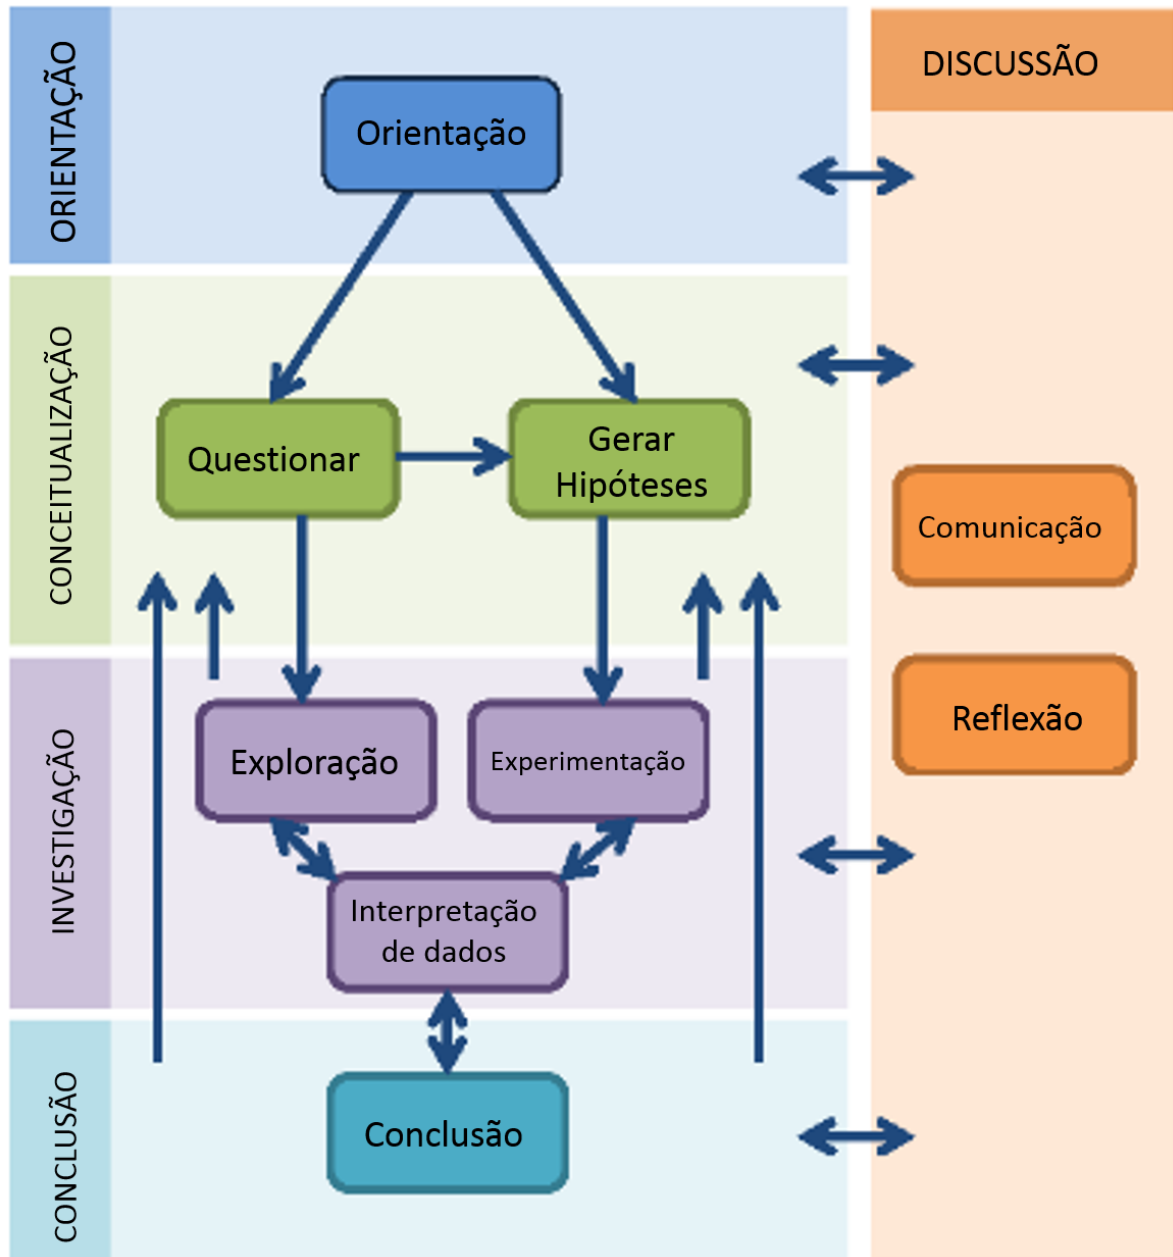 ORIENTAÇÃO
Orientação
CONCEITUALIZAÇÃO
Questionar
Gerar
Hipóteses
INVESTIGAÇÃO
Exploração
Experimentação
Interpretação
de dados
CONCLUSÃO
Conclusão
DISCUSSÃO
Comunicação
Reflexão